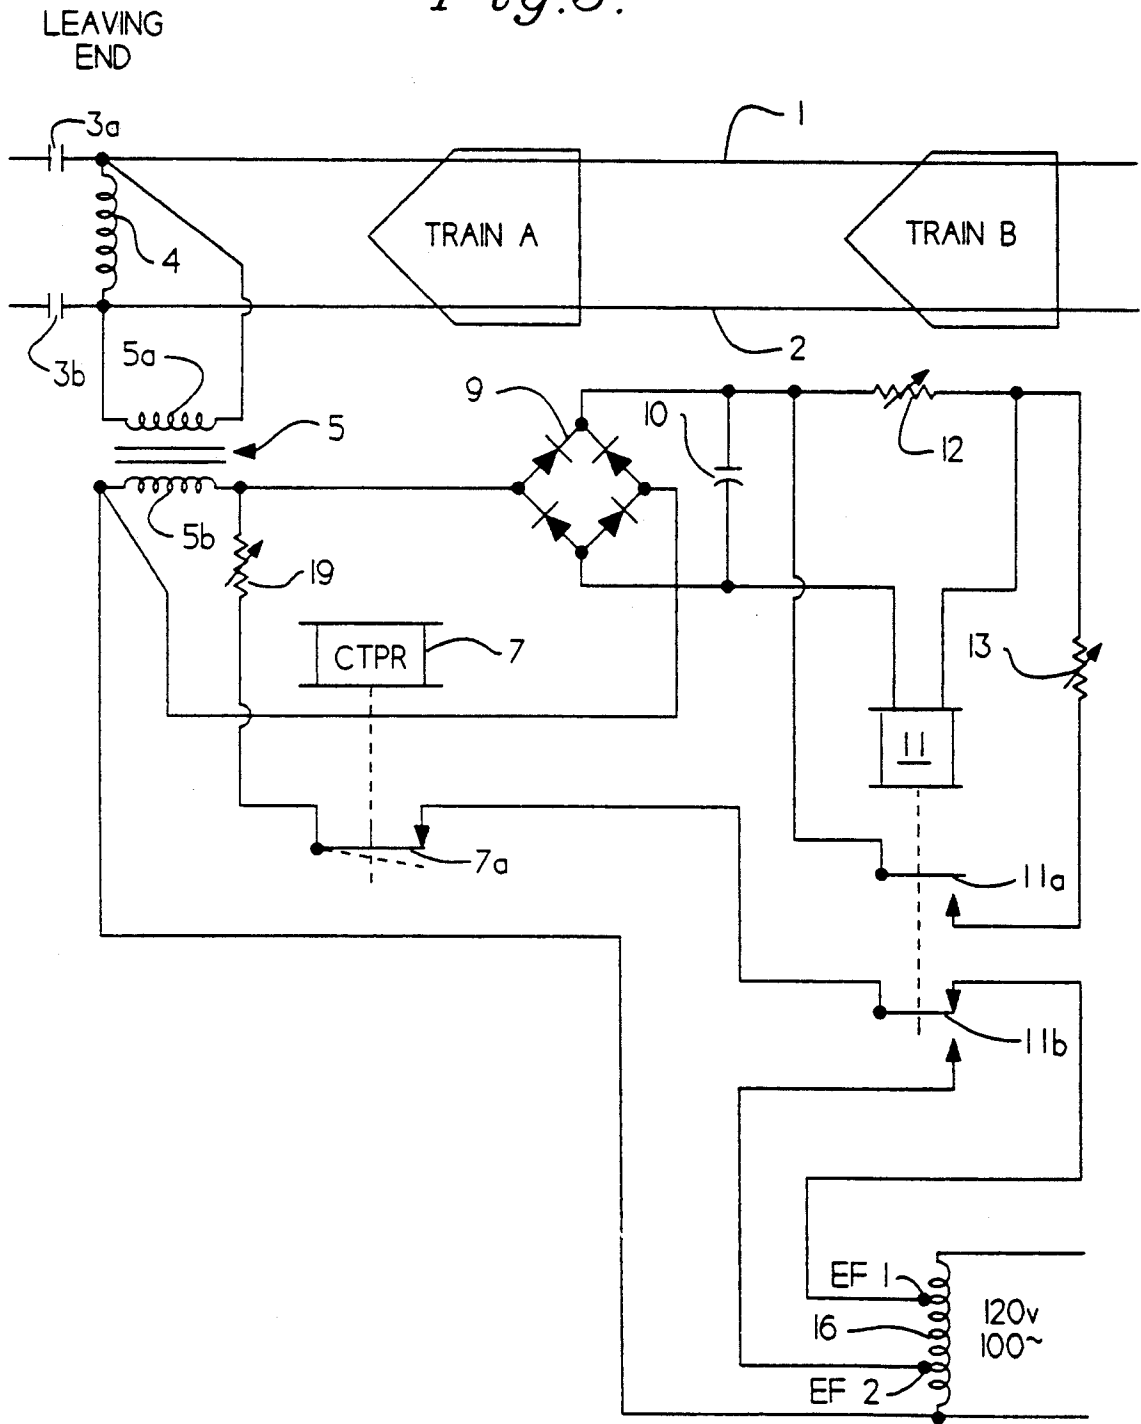 Fig.3.
LEAVING
END
3a
1
TRAIN A
TRAIN B
4
3b
5a
2
9
10
12
5
5b
19
CTPR
7
13
11
7a
11a
11b
EF 1
120v
16
100~
EF 2